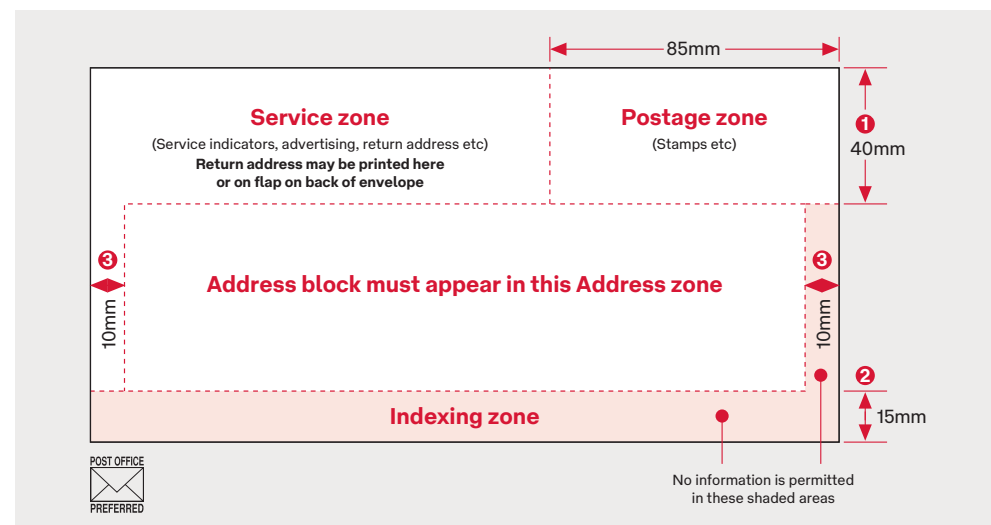 85mm
Service zone
(Service indicators, advertising, return address etc)
Return address may be printed here
or on flap on back of envelope
Postage zone
(Stamps etc)
1
40mm
3
10mm
Address block must appear in this Address zone
3
10mm
2
15mm
Indexing zone
No information is permitted
in these shaded areas
POST OFFICE
PREFERRED